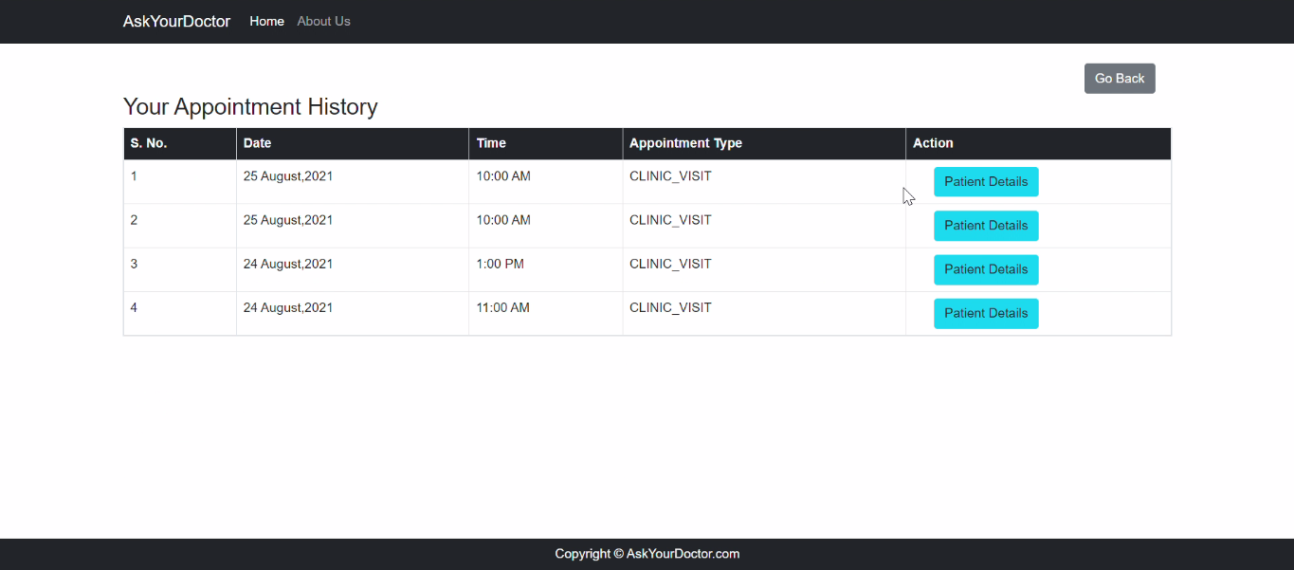 AskYourDoctor Home About Us
Go Back
Your Appointment History
S. No. Date Time Appointment Type Action
1 25 August,2021 10:00 AM CLINIC_VISIT Patient Details
2 25 August,2021 10:00 AM CLINIC_VISIT Patient Details
3 24 August,2021 1:00 PM CLINIC_VISIT Patient Details
4 24 August,2021 11:00 AM CLINIC_VISIT Patient Details
Copyright © AskYourDoctor.com